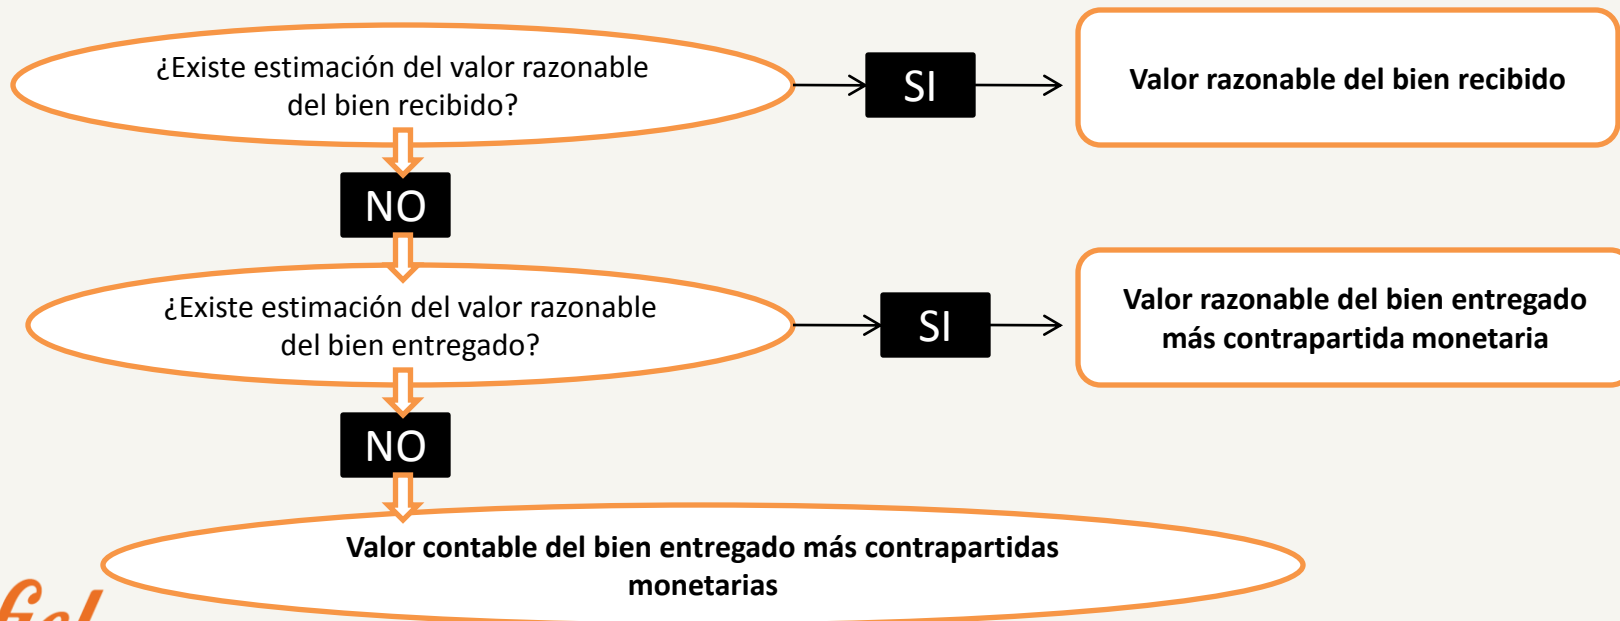 ¿Existe estimación del valor razonable
del bien recibido?
SI
Valor razonable del bien recibido
NO
¿Existe estimación del valor razonable
del bien entregado?
SI
Valor razonable del bien entregado
más contrapartida monetaria
NO
Valor contable del bien entregado más contrapartidas
monetarias